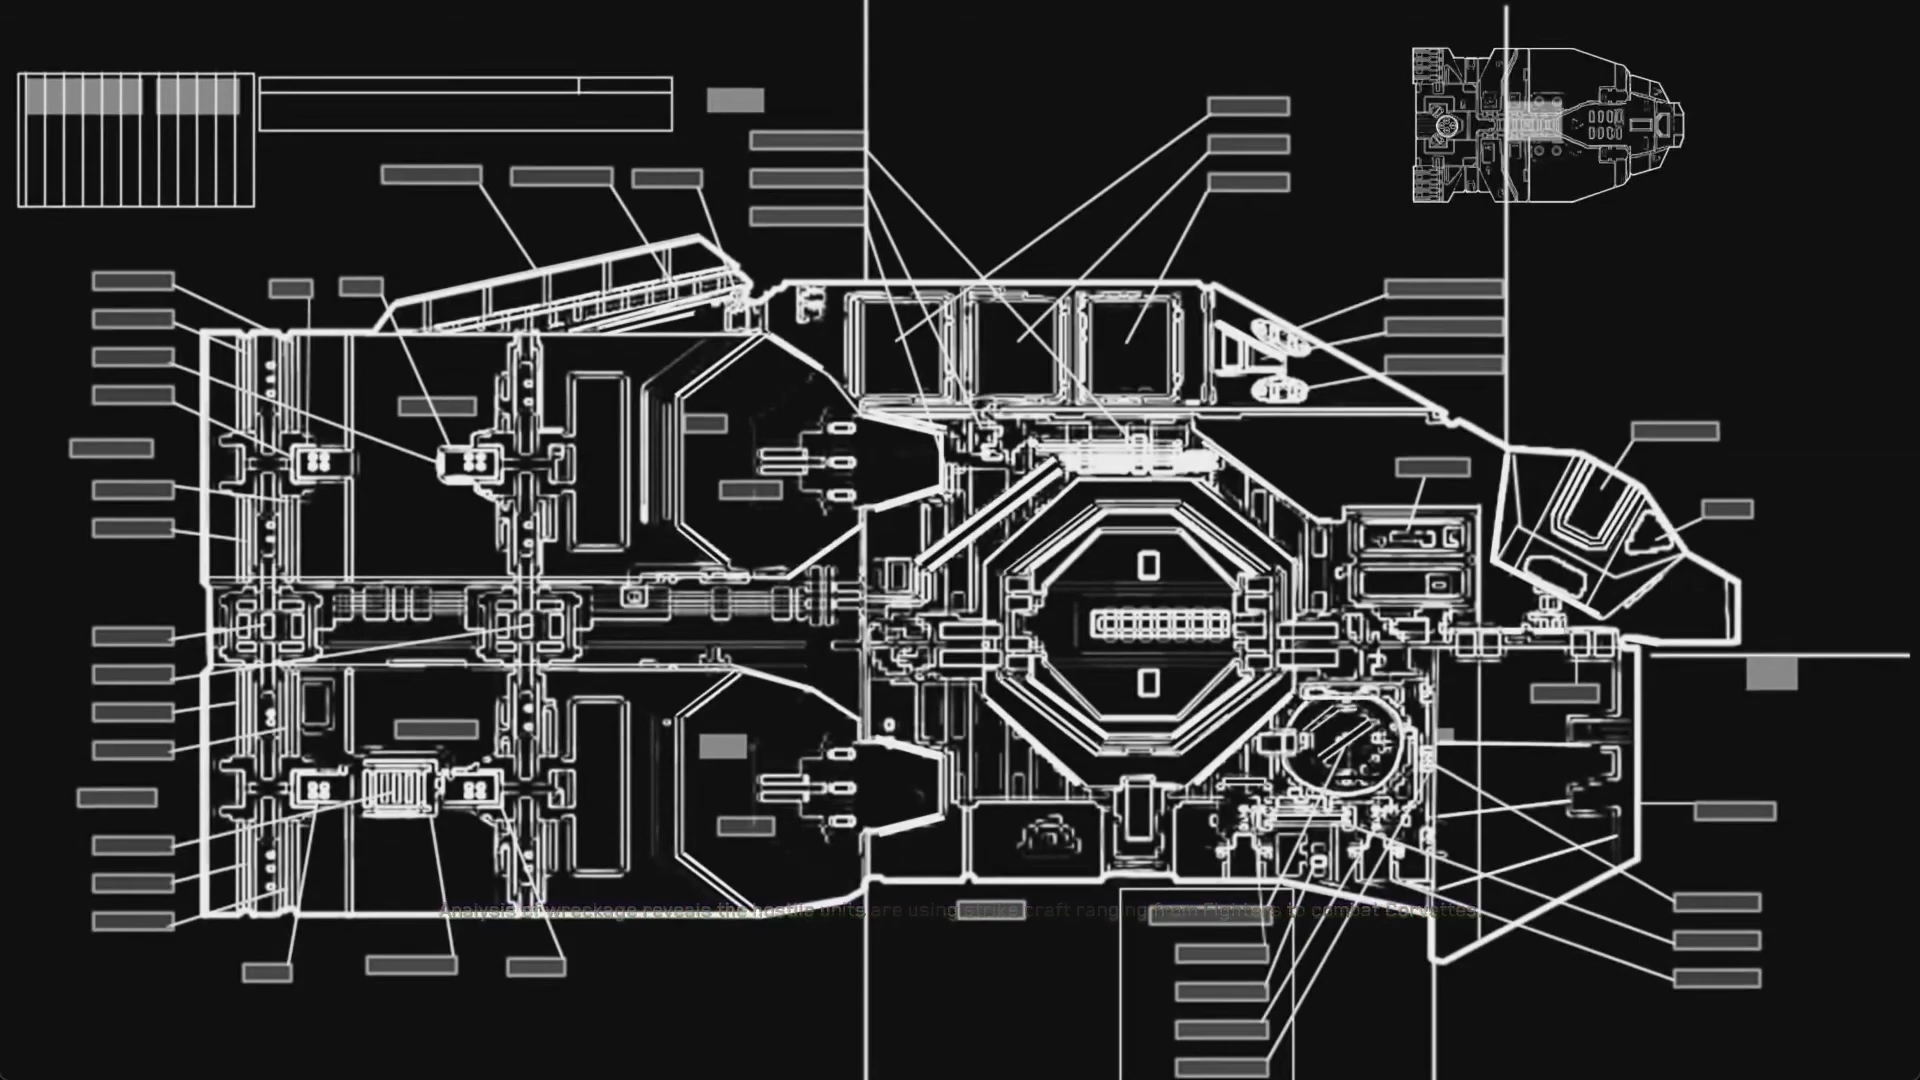 Analysis of wreckage reveals the hostile units are using strike craft ranging from Fighters to combat Corvettes